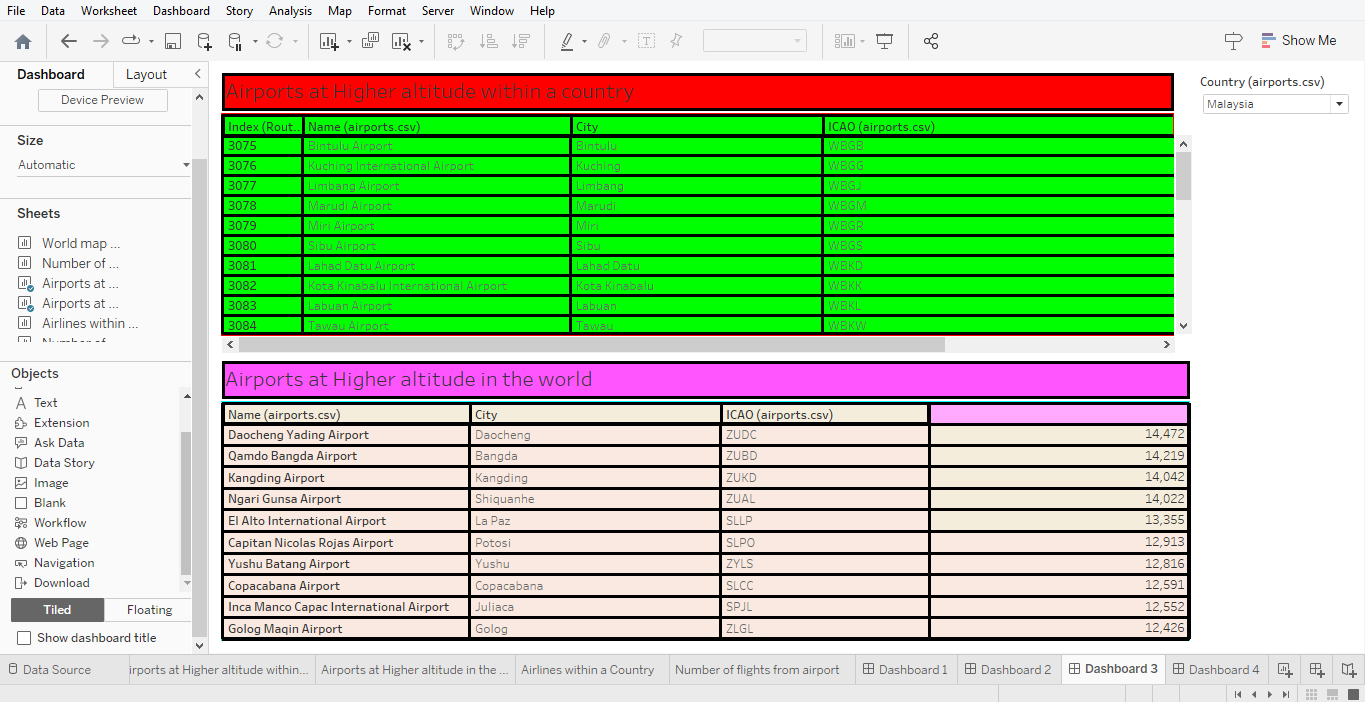 File Data Worksheet Dashboard Story Analysis Map Format Server Window Help
Show Me
Dashboard Layout
Device Preview
Size
Automatic
Sheets
World map ...
Number of ...
Airports at ...
Airports at ...
Airlines within ...
Objects
Text
Extension
Ask Data
Data Story
Image
Blank
Workflow
Web Page
Navigation
Download
Tiled Floating
Show dashboard title
Airports at Higher altitude within a country
Index (Rout.. Name (airports.csv) City ICAO (airports.csv)
3075 Bintulu Airport Bintulu WBGB
3076 Kuching International Airport Kuching WBGG
3077 Limbang Airport Limbang WBGJ
3078 Marudi Airport Marudi WBGM
3079 Miri Airport Miri WBGR
3080 Sibu Airport Sibu WBGS
3081 Lahad Datu Airport Lahad Datu WBKD
3082 Kota Kinabalu International Airport Kota Kinabalu WBKK
3083 Labuan Airport Labuan WBKL
3084 Tawau Airport Tawau WBKW
Country (airports.csv)
Malaysia
Airports at Higher altitude in the world
Name (airports.csv) City ICAO (airports.csv)
Daocheng Yading Airport Daocheng ZUDC 14,472
Qamdo Bangda Airport Bangda ZUBD 14,219
Kangding Airport Kangding ZUKD 14,042
Ngari Gunsa Airport Shiquanhe ZUAL 14,022
El Alto International Airport La Paz SLLP 13,355
Capitan Nicolas Rojas Airport Potosi SLPO 12,913
Yushu Batang Airport Yushu ZYLS 12,816
Copacabana Airport Copacabana SLCC 12,591
Inca Manco Capac International Airport Juliaca SPJL 12,552
Golog Maqin Airport Golog ZLGL 12,426
Data Source irports at Higher altitude within... Airports at Higher altitude in the ... Airlines within a Country Number of flights from airport Dashboard 1 Dashboard 2 Dashboard 3 Dashboard 4